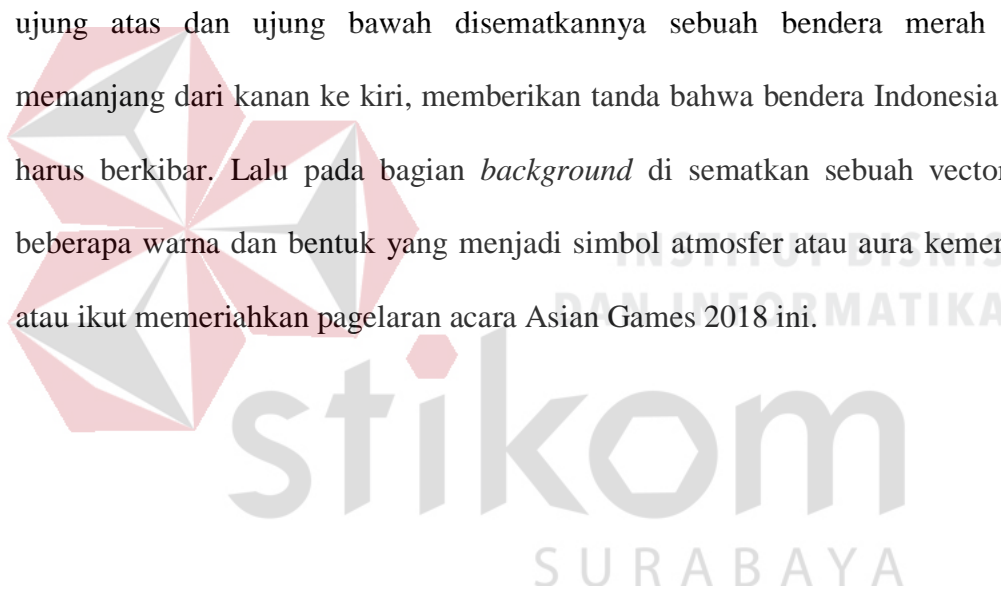 ujung atas dan ujung bawah disematkannya sebuah bendera merah
memanjang dari kanan ke kiri, memberikan tanda bahwa bendera Indonesia
harus berkibar. Lalu pada bagian background di sematkan sebuah vector
beberapa warna dan bentuk yang menjadi simbol atmosfer atau aura
INSTITUT BISNIS
atau ikut memeriahkan pagelaran acara Asian Games 2018 ini.
DAN INFORMATIKA
stikom
SURABAYA